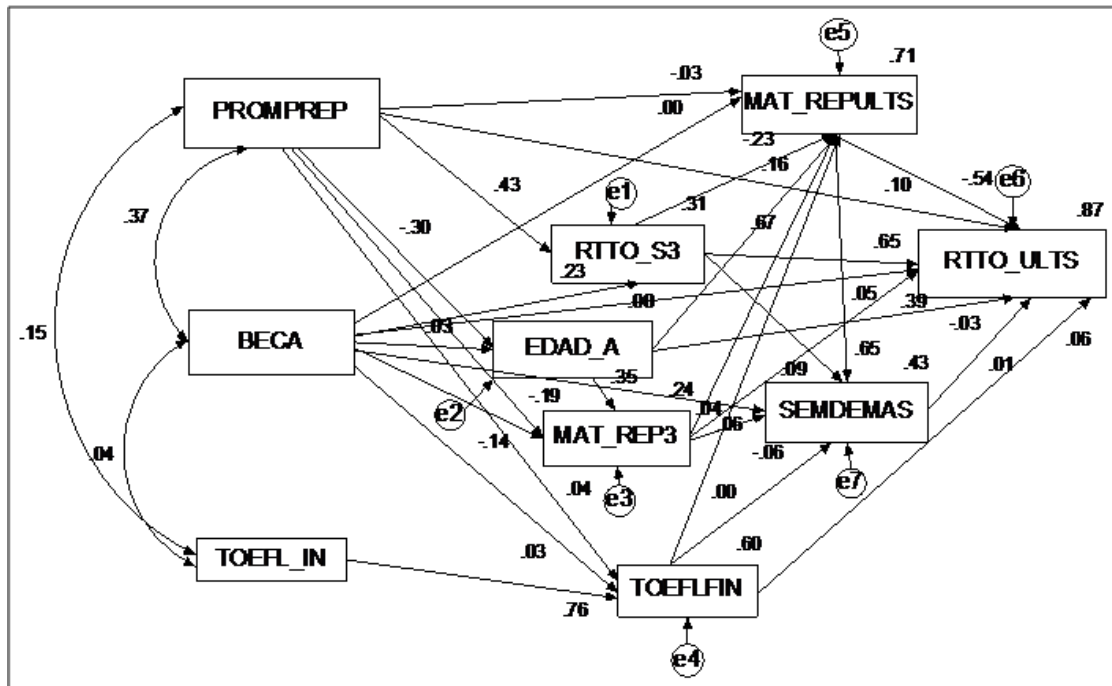 e5
.71
-.03
PROMPREP
MAT_REPULTS
.00
-.23
.16
.43
e1
.10
-.54
e6
.37
.31
.87
-.30
.67
RTTO_S3
.65
RTTO_ULTS
.23
.00
.05
.39
.15
BECA
.03
EDAD_A
-.03
.06
.65
.35
.09
.43
.01
e2
-.19
.24
SEMDEMAS
.04
MAT_REP3
.06
.04
-.14
-.06
.04
e3
.00
e7
TOEFL_IN
.03
.60
TOEFLFIN
.76
e4